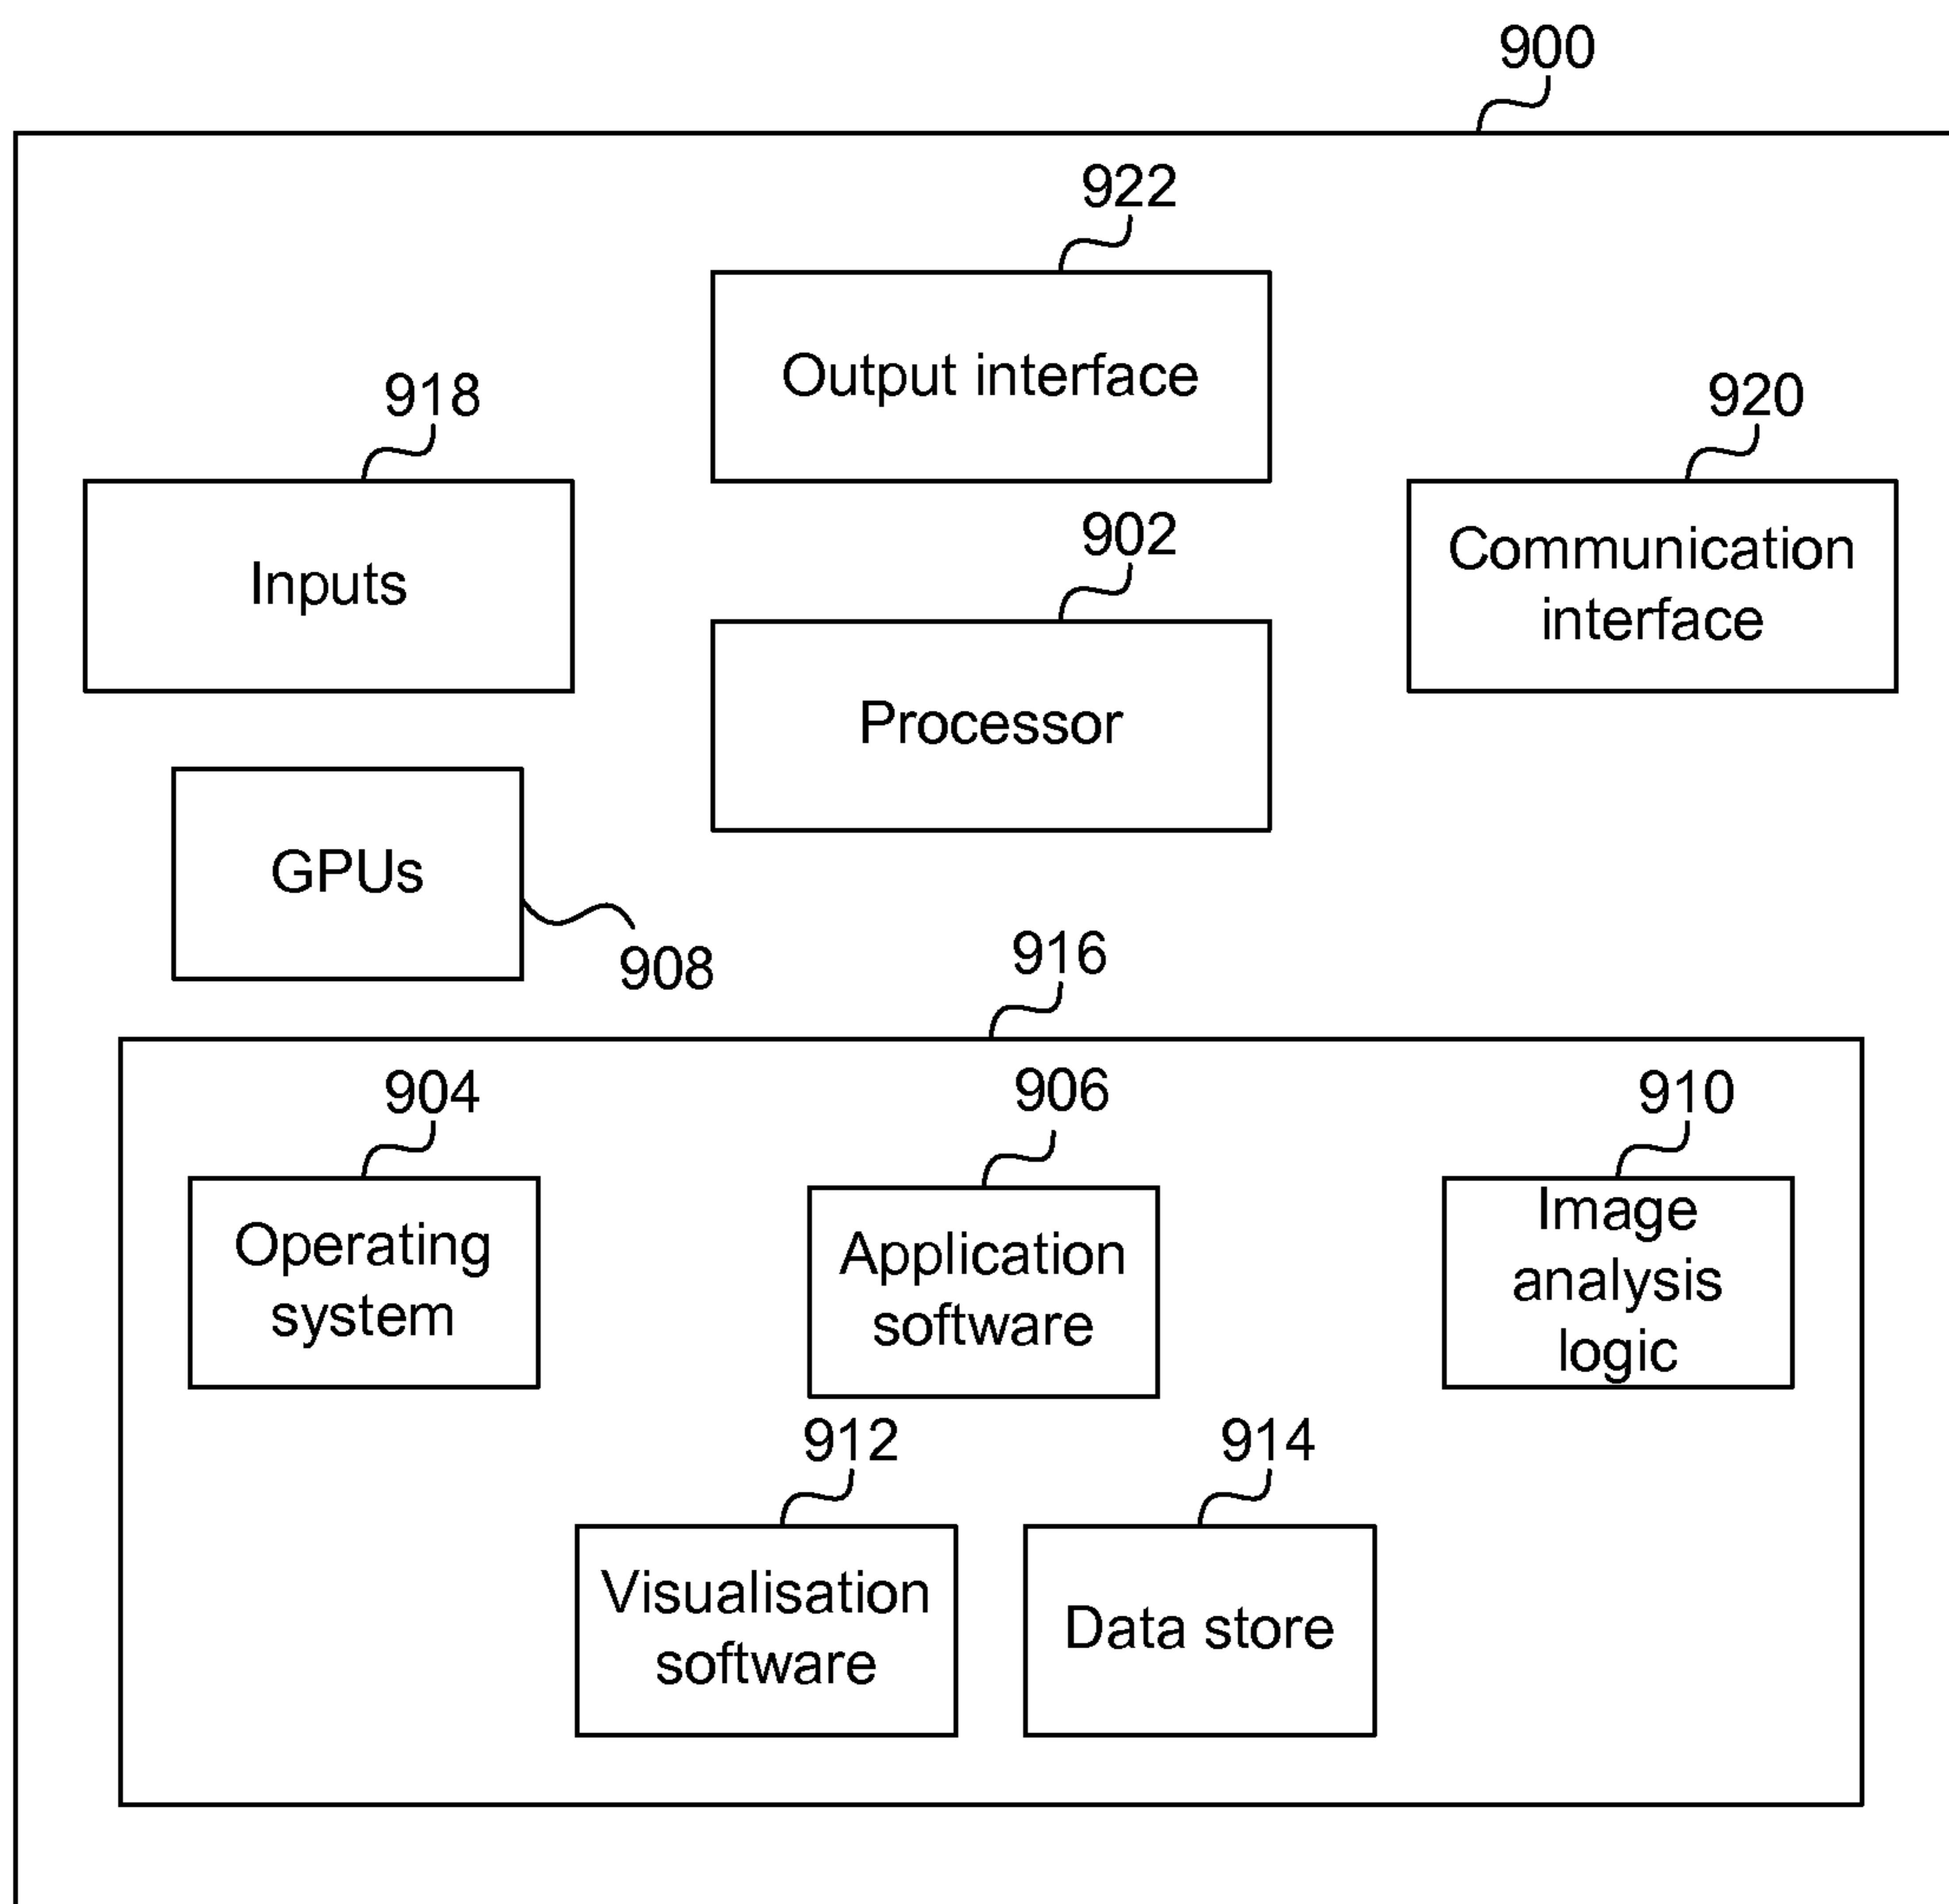 900
922
Output interface
918
Inputs
920
Communication
interface
902
Processor
GPUs
908
916
904
Operating
system
906
Application
software
910
Image
analysis
logic
912
Visualisation
software
914
Data store